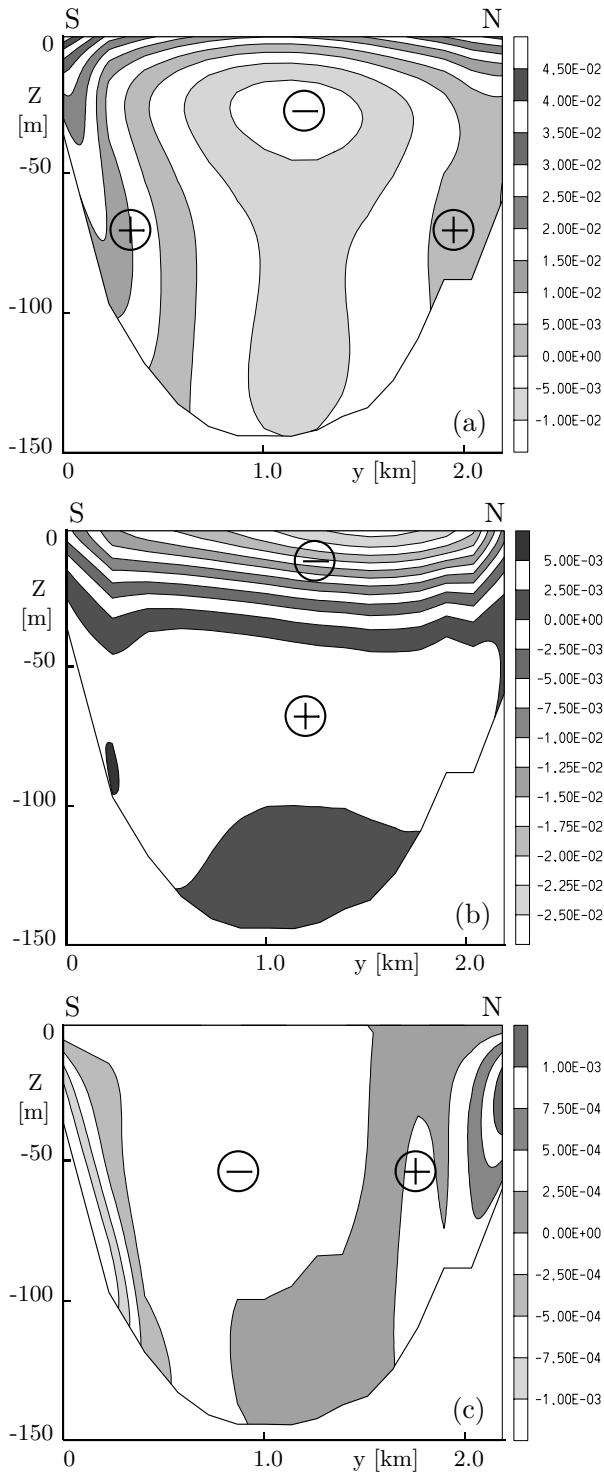 S N
0
Z
[m]
-50
-100
-150
0 1.0 y [km] 2.0
(a)
4.50E-02
4.00E-02
3.50E-02
3.00E-02
2.50E-02
2.00E-02
1.50E-02
1.00E-02
5.00E-03
0.00E+00
-5.00E-03
-1.00E-02
S N
0
Z
[m]
-50
-100
-150
0 1.0 y [km] 2.0
(b)
5.00E-03
2.50E-03
0.00E+00
-2.50E-03
-5.00E-03
-7.50E-03
-1.00E-02
-1.25E-02
-1.50E-02
-1.75E-02
-2.00E-02
-2.25E-02
-2.50E-02
S N
0
Z
[m]
-50
-100
-150
0 1.0 y [km] 2.0
(c)
1.00E-03
7.50E-04
5.00E-04
2.50E-04
0.00E+00
-2.50E-04
-5.00E-04
-7.50E-04
-1.00E-03